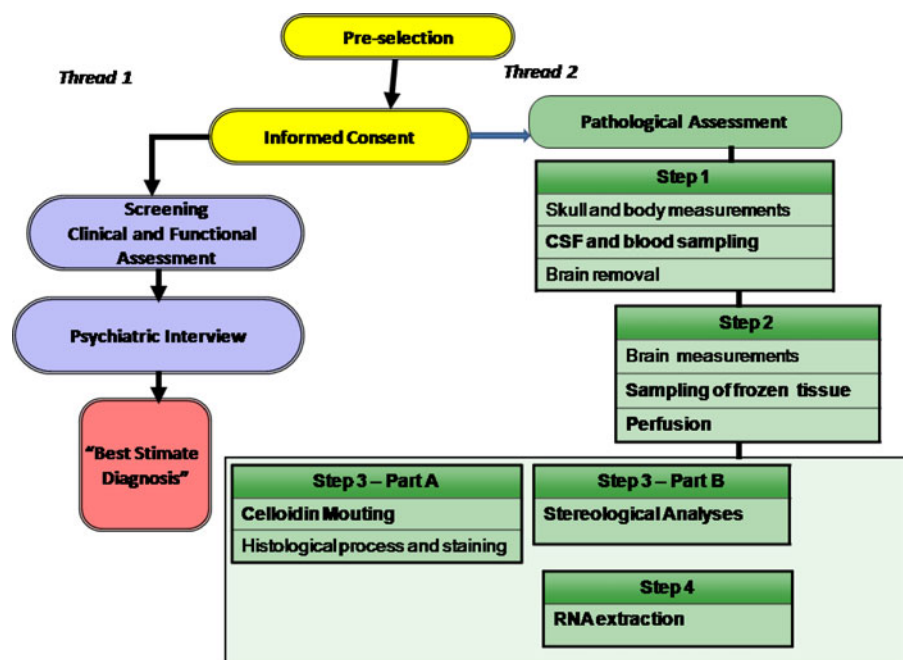 Pre-selection
Thread 1
Thread 2
Informed Consent
Pathological Assessment
Screening
Clinical and Functional
Assessment
Psychiatric Interview
“Best Stimate
Diagnosis”
Step 1
Skull and body measurements
CSF and blood sampling
Brain removal
Step 2
Brain measurements
Sampling of frozen tissue
Perfusion
Step 3 – Part A
Celloidin Mouting
Histological process and staining
Step 3 – Part B
Stereological Analyses
Step 4
RNA extraction